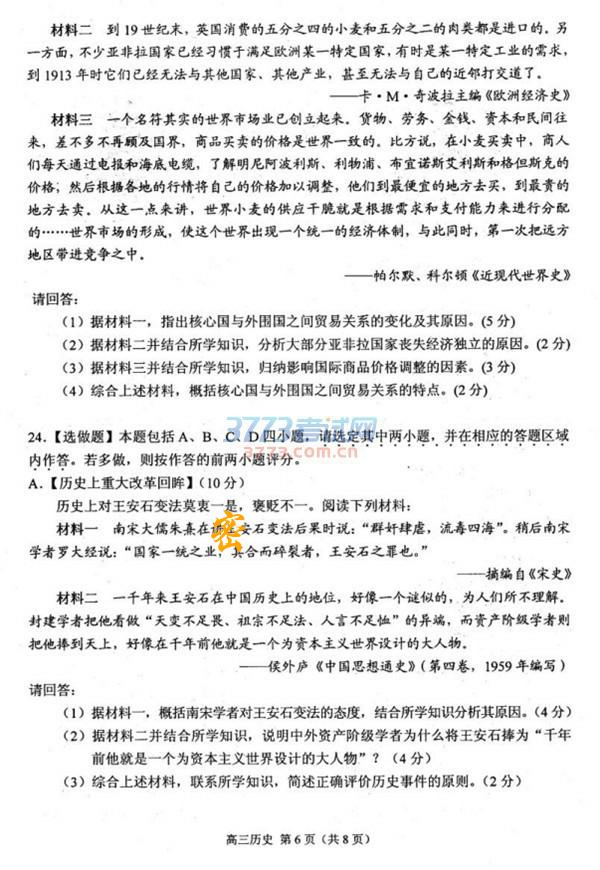 材料二 到19世纪末，英国消费的五分之四的小麦和五分之二的肉类都是进口的。另
一方面，不少亚非拉国家已经习惯于满足欧洲某一特定国家，有时是某一特定工业的需求，
到1913年时它们已经无法与其他国家、其他产业，甚至无法与自己的近邻打交道了。
——卡·M·奇波拉主编《欧洲经济史》
材料三 一个名符其实的世界市场业已创立起来。货物、劳务、金钱、资本和民间往
来，差不多不再顾及国界，商品买卖的价格是世界一致的。比方说，在小麦买卖中，商人
们每天通过电报和海底电缆，了解明尼阿波利斯、利物浦、布宜诺斯艾利斯和格但斯克的
价格，然后根据各地的行情将自己的价格加以调整，他们到最便宜的地方去买，到最贵的
地方去卖。从这一点来讲，世界小麦的供应干脆就是根据需求和支付能力来进行分配
的……世界市场的形成，使这个世界出现一个统一的经济体制，与此同时，第一次把远方
地区带进竞争之中。
——帕尔默、科尔顿《近现代世界史》
请回答：
（1）据材料一，指出核心国与外围国之间贸易关系的变化及其原因。(5分)
（2）据材料二并结合所学知识，分析大部分亚非拉国家丧失经济独立的原因。(2分)
（3）据材料三并结合所学知识，归纳影响国际商品价格调整的因素。(3分)
（4）综合上述材料，概括核心国与外围国之间贸易关系的特点。(2分)
3773考试网
3773.com.cn
24.【选做题】本题包括A、B、C、D四小题，请选定其中两小题，并在相应的答题区域
内作答。若多做，则按作答的前两小题评分。
A.【历史上重大改革回眸】(10分)
历史上对王安石变法莫衷一是，褒贬不一。阅读下列材料：
材料一 南宋大儒朱熹在讲王安石变法后果时说：“群奸肆虐，流毒四海”。稍后南宋
学者罗大经说：“国家一统之业，其合而碎裂者，王安石之罪也。”
密
——摘编自《宋史》
材料二 一千年来王安石在中国历史上的地位，好像一个谜似的，为人们所不理解。
封建学者把他看做“天变不足畏、祖宗不足法、人言不足恤”的异端，而资产阶级学者则
把他捧到天上，好像在千年前他就是一个为资本主义世界设计的大人物。
——侯外庐《中国思想通史》（第四卷，1959年编写）
请回答：
（1）据材料一，概括南宋学者对王安石变法的态度，结合所学知识分析其原因。(4分)
（2）据材料二并结合所学知识，说明中外资产阶级学者为什么将王安石捧为“千年
前他就是一个为资本主义世界设计的大人物”？（4分）
（3）综合上述材料，联系所学知识，简述正确评价历史事件的原则。(2分)
高三历史 第6页（共8页）